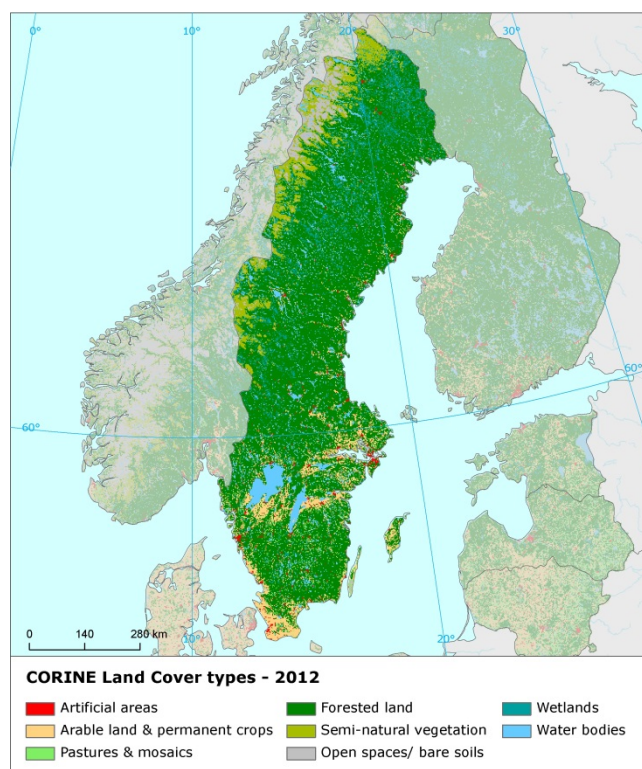 0°
10°
20°
30°
60°
60°
10°
20°
0 140 280 km
CORINE Land Cover types - 2012
Artificial areas
Arable land & permanent crops
Pastures & mosaics
Forested land
Semi-natural vegetation
Open spaces/ bare soils
Wetlands
Water bodies